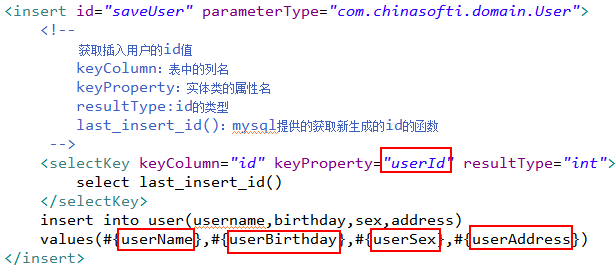 <insert id="saveUser" parameterType="com.chinasofti.domain.User">
<!--
获取插入用户的id值
keyColumn：表中的列名
keyProperty：实体类的属性名
resultType:id的类型
last_insert_id()：mysql提供的获取新生成的id的函数
-->
<selectKey keyColumn="id" keyProperty="userId" resultType="int">
select last_insert_id()
</selectKey>
insert into user(username,birthday,sex,address)
values(#{userName},#{userBirthday},#{userSex},#{userAddress})
</insert>